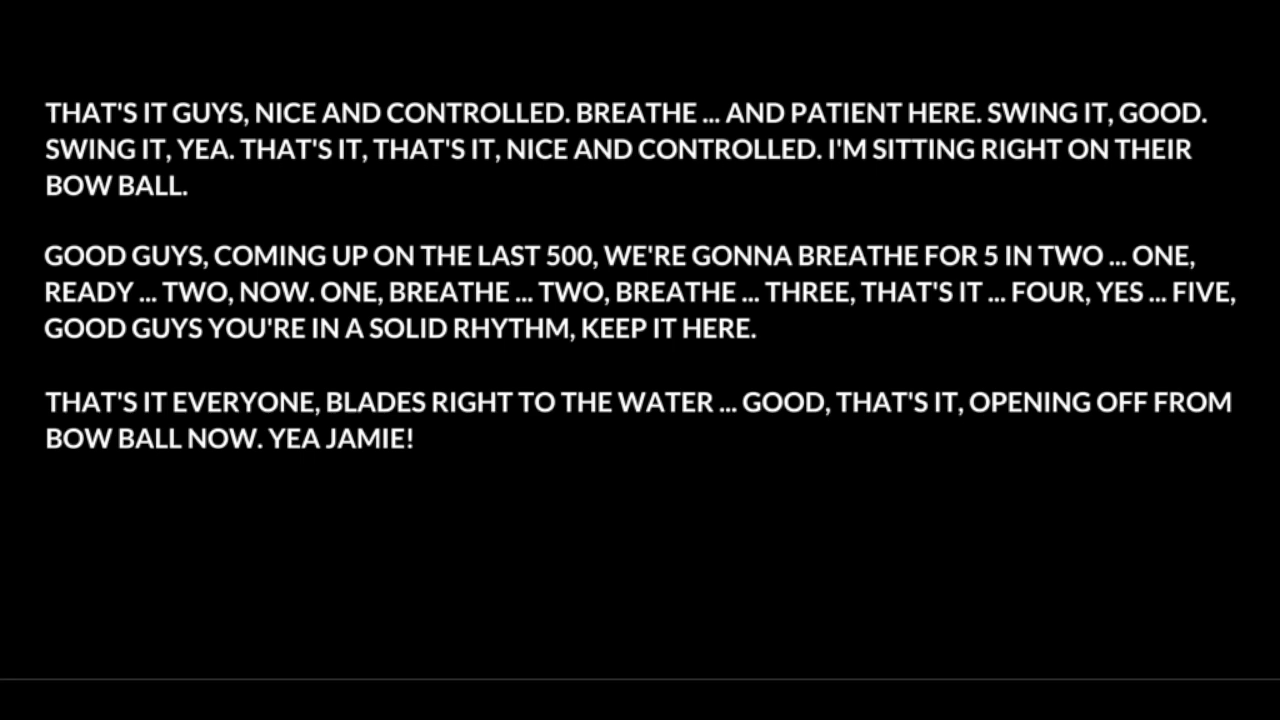 THAT'S IT GUYS, NICE AND CONTROLLED. BREATHE ... AND PATIENT HERE. SWING IT, GOOD.
SWING IT, YEA. THAT'S IT, THAT'S IT, NICE AND CONTROLLED. I'M SITTING RIGHT ON THEIR
BOW BALL.
GOOD GUYS, COMING UP ON THE LAST 500, WE'RE GONNA BREATHE FOR 5 IN TWO ... ONE,
READY ... TWO, NOW. ONE, BREATHE ... TWO, BREATHE ... THREE, THAT'S IT ... FOUR, YES ... FIVE,
GOOD GUYS YOU'RE IN A SOLID RHYTHM, KEEP IT HERE.
THAT'S IT EVERYONE, BLADES RIGHT TO THE WATER ... GOOD, THAT'S IT, OPENING OFF FROM
BOW BALL NOW. YEA JAMIE!